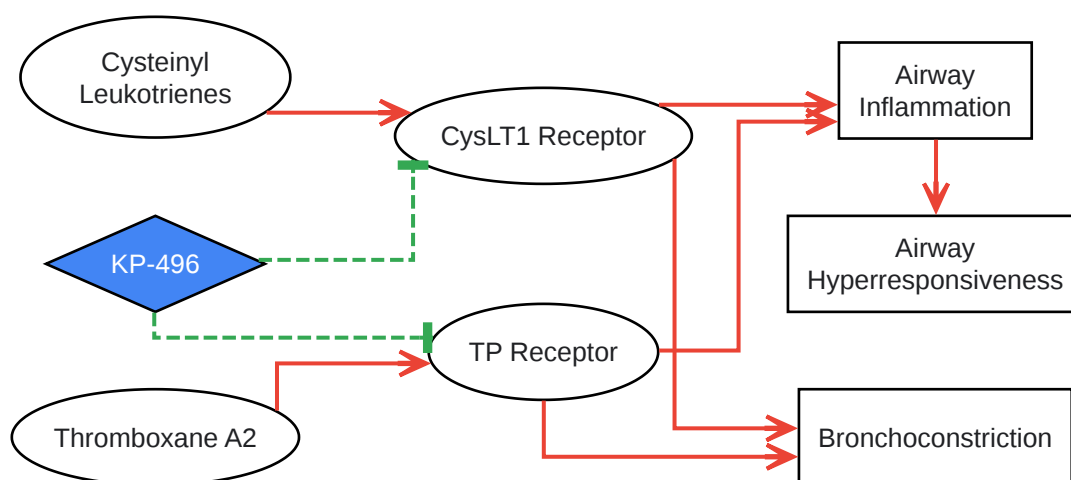 Cysteinyl
Leukotrienes
CysLT1 Receptor
Airway
Inflammation
KP-496
Airway
Hyperresponsiveness
TP Receptor
Thromboxane A2
Bronchoconstriction